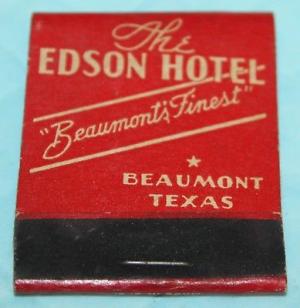 The
EDSON HOTEL
"Beaumont's Finest"
BEAUMONT
TEXAS